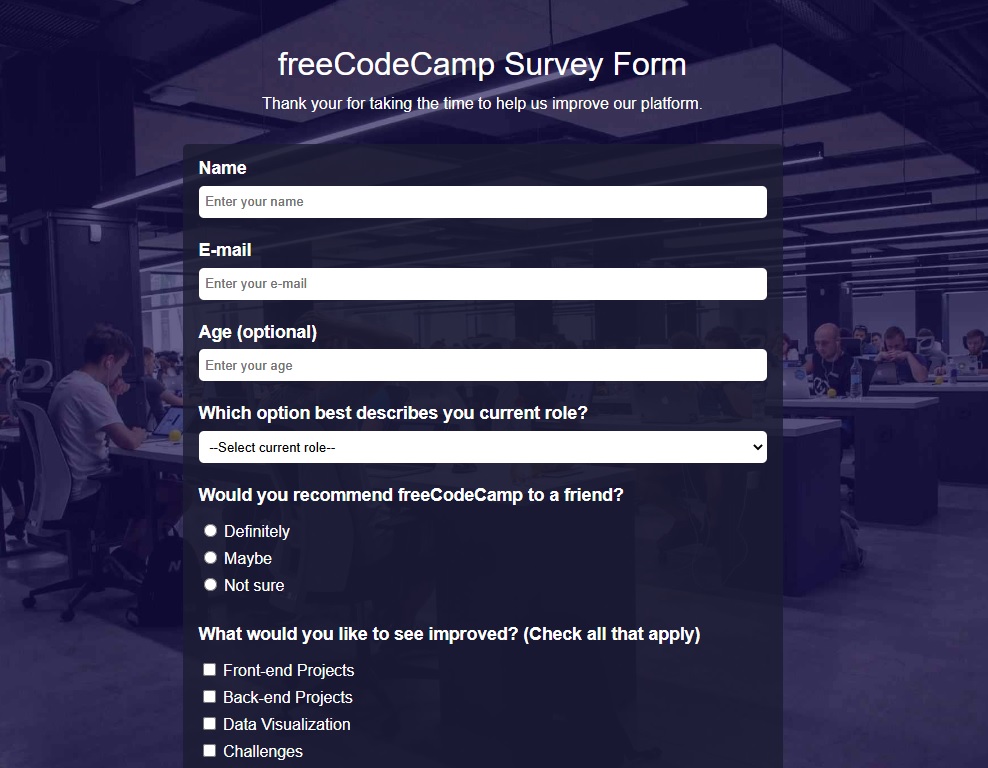 freeCodeCamp Survey Form
Thank your for taking the time to help us improve our platform.
Name
Enter your name
E-mail
Enter your e-mail
Age (optional)
Enter your age
Which option best describes you current role?
--Select current role--
Would you recommend freeCodeCamp to a friend?
Definitely
Maybe
Not sure
What would you like to see improved? (Check all that apply)
Front-end Projects
Back-end Projects
Data Visualization
Challenges